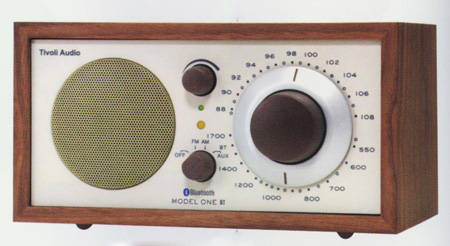 Tivoli Audio
96 98 100
94 102
92 104
90 106
88 108
1700 550
FM AM
OFF BT
AUX
1400 600
1200 1000 800 700
Bluetooth
MODEL ONE BT